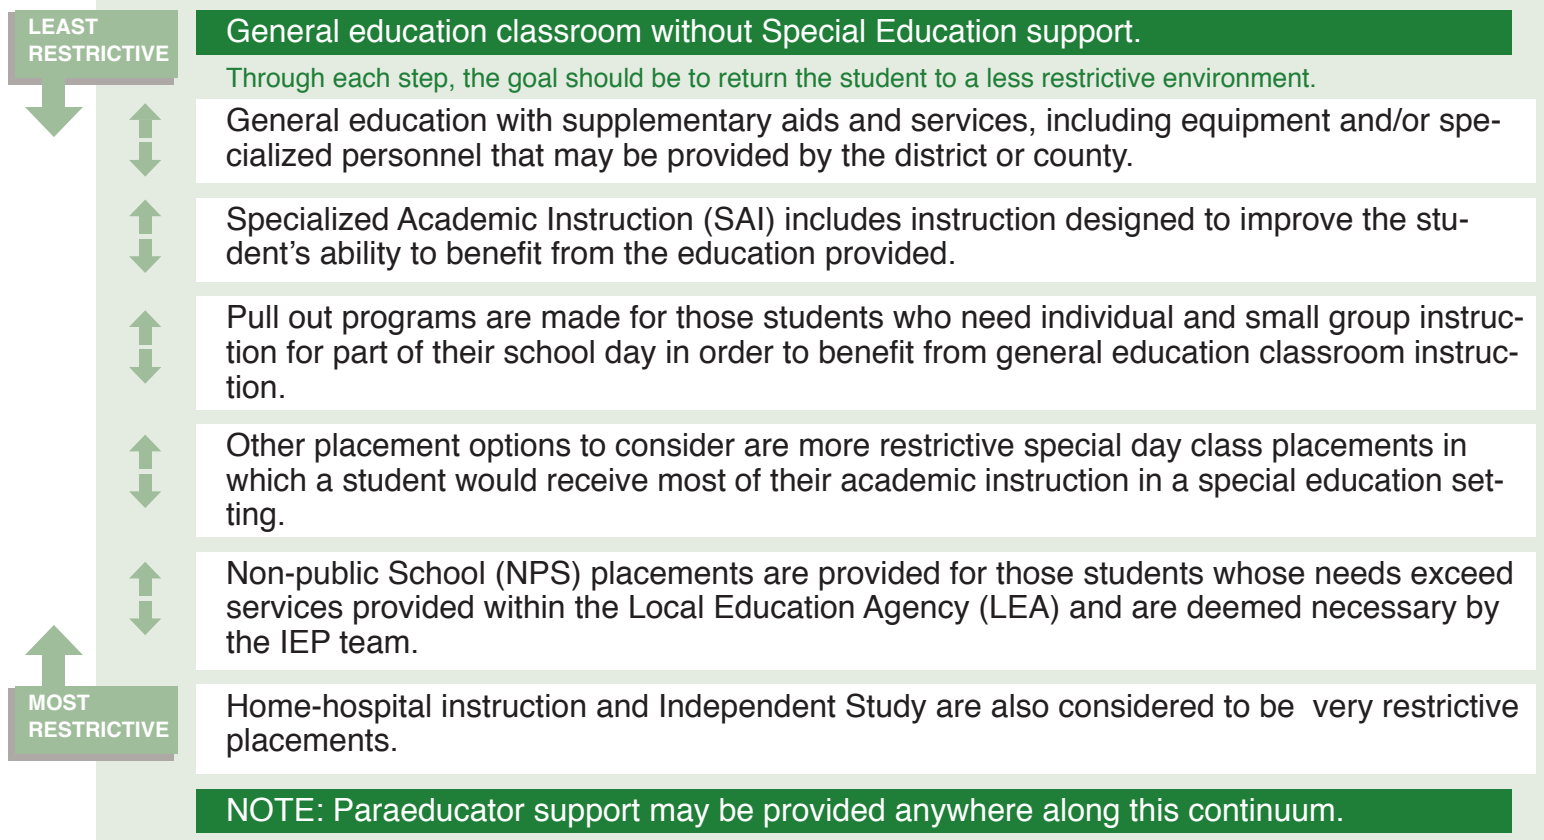 LEAST
RESTRICTIVE
General education classroom without Special Education support.
Through each step, the goal should be to return the student to a less restrictive environment.
General education with supplementary aids and services, including equipment and/or spe-
cialized personnel that may be provided by the district or county.
Specialized Academic Instruction (SAI) includes instruction designed to improve the stu-
dent’s ability to benefit from the education provided.
Pull out programs are made for those students who need individual and small group instruc-
tion for part of their school day in order to benefit from general education classroom instruc-
tion.
Other placement options to consider are more restrictive special day class placements in
which a student would receive most of their academic instruction in a special education set-
ting.
Non-public School (NPS) placements are provided for those students whose needs exceed
services provided within the Local Education Agency (LEA) and are deemed necessary by
the IEP team.
MOST
RESTRICTIVE
Home-hospital instruction and Independent Study are also considered to be  very restrictive
placements.
NOTE: Paraeducator support may be provided anywhere along this continuum.